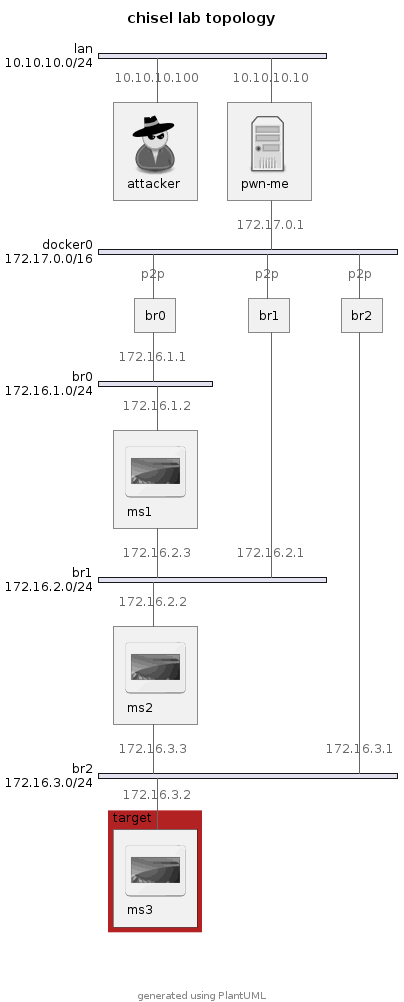 chisel lab topology
lan
10.10.10.0/24
10.10.10.100
10.10.10.10
attacker
pwn-me
172.17.0.1
docker0
172.17.0.0/16
p2p
p2p
p2p
br0
br1
br2
172.16.1.1
br0
172.16.1.0/24
172.16.1.2
ms1
172.16.2.3
172.16.2.1
br1
172.16.2.0/24
172.16.2.2
ms2
172.16.3.3
172.16.3.1
br2
172.16.3.0/24
172.16.3.2
target
ms3
generated using PlantUML